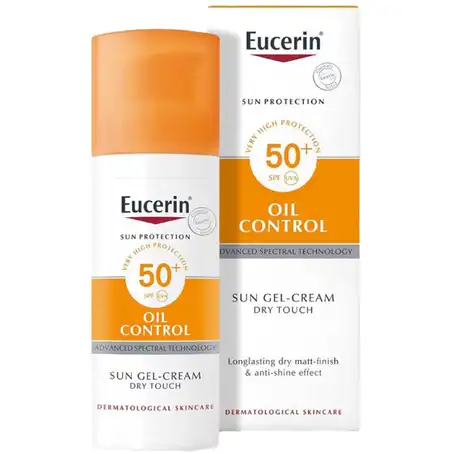 Eucerin®
SUN PROTECTION
VERY HIGH PROTECTION
50+
SPF UVA
OIL
CONTROL
ADVANCED SPECTRAL TECHNOLOGY
SUN GEL-CREAM
DRY TOUCH
DERMATOLOGICAL SKINCARE
Eucerin®
SUN PROTECTION
VERY HIGH PROTECTION
50+
SPF UVA
OIL
CONTROL
ADVANCED SPECTRAL TECHNOLOGY
SUN GEL-CREAM
DRY TOUCH
Longlasting dry matt-finish
& anti-shine effect
DERMATOLOGICAL SKINCARE